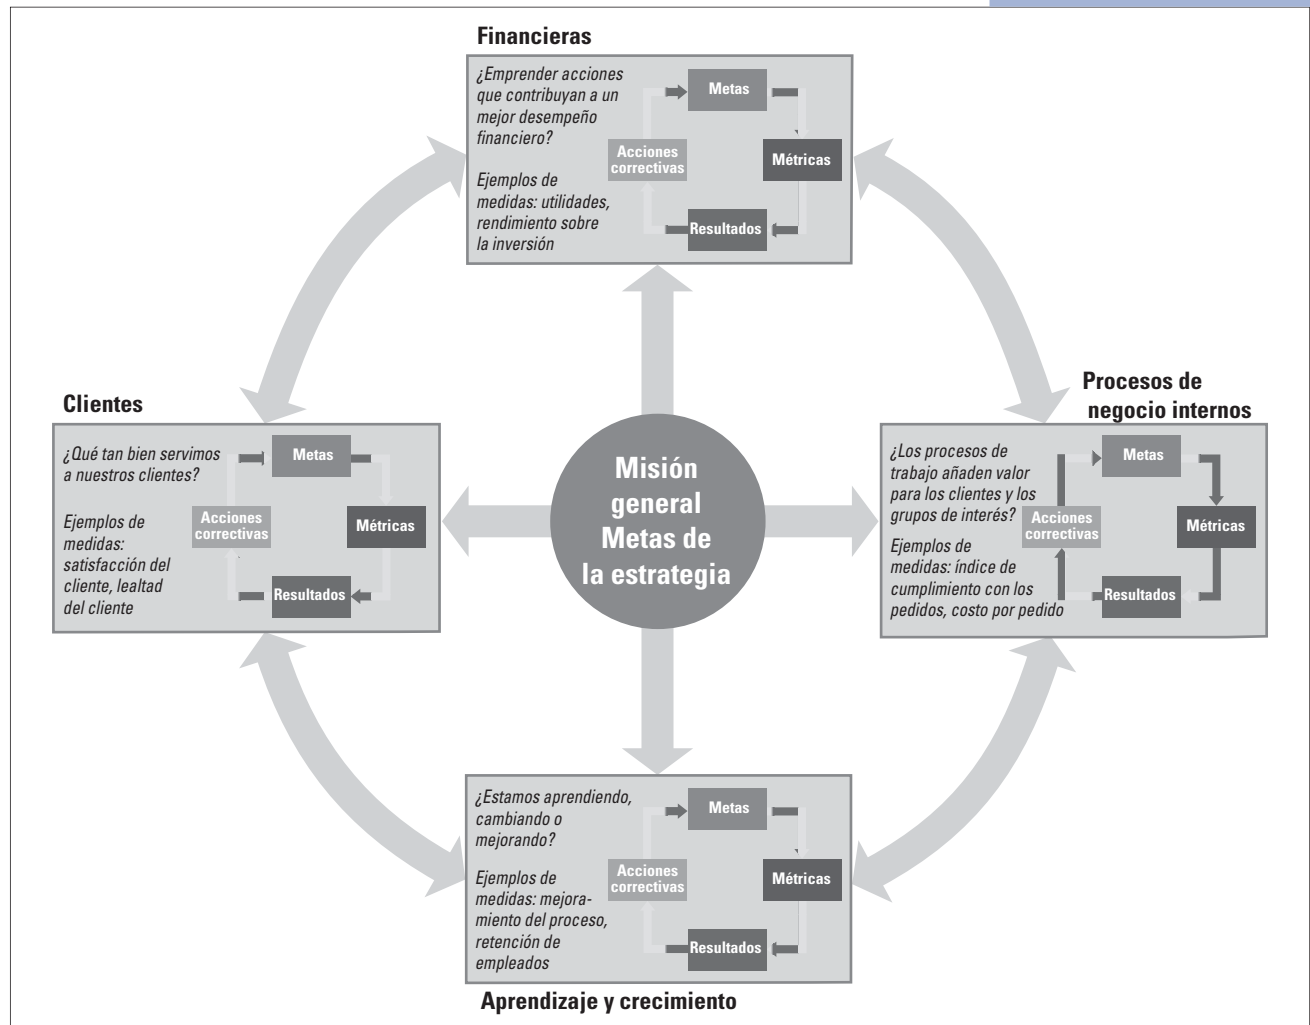 Financieras
¿Emprender acciones
que contribuyan a un
mejor desempeño
financiero?
Ejemplos de
medidas: utilidades,
rendimiento sobre
la inversión
Metas
Acciones
correctivas
Métricas
Resultados
Clientes
¿Qué tan bien servimos
a nuestros clientes?
Ejemplos de
medidas:
satisfacción del
cliente, lealtad
del cliente
Metas
Acciones
correctivas
Métricas
Resultados
Misión
general
Metas de
la estrategia
Procesos de
negocio internos
¿Los procesos de
trabajo añaden valor
para los clientes y los
grupos de interés?
Ejemplos de
medidas: índice de
cumplimiento con los
pedidos, costo por pedido
Metas
Acciones
correctivas
Métricas
Resultados
¿Estamos aprendiendo,
cambiando o
mejorando?
Ejemplos de
medidas: mejora-
miento del proceso,
retención de
empleados
Metas
Acciones
correctivas
Métricas
Resultados
Aprendizaje y crecimiento